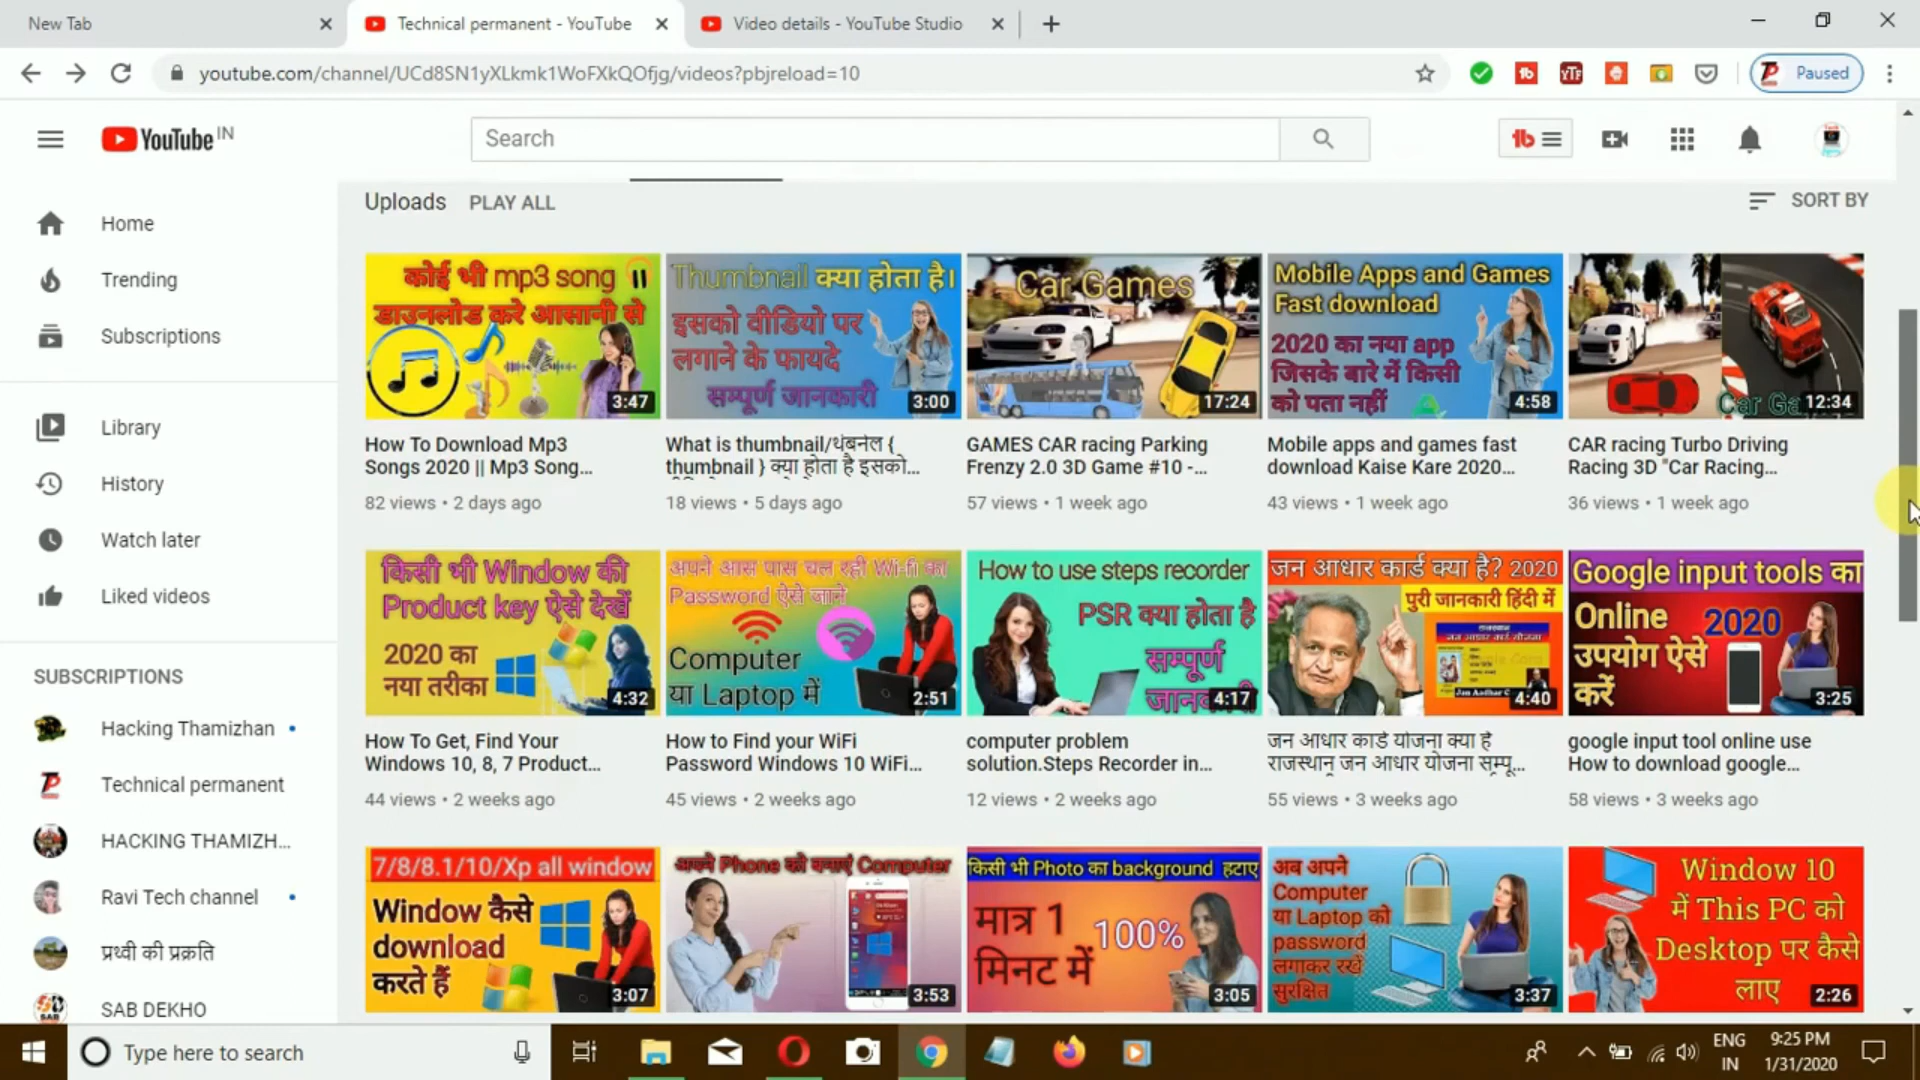 New Tab
Technical permanent - YouTube
Video details - YouTube Studio
youtube.com/channel/UCd8SN1yXLkmk1WoFXkQOfjg/videos?pbjreload=10
Paused
YouTube IN
Search
Home
Trending
Subscriptions
Library
History
Watch later
Liked videos
SUBSCRIPTIONS
Hacking Thamizhan
Technical permanent
HACKING THAMIZH...
Ravi Tech channel
प्रथ्वी की प्रक्रति
SAB DEKHO
Uploads PLAY ALL
SORT BY
कोई भी mp3 song
डाउनलोड करे आसानी से
3:47
How To Download Mp3
Songs 2020 || Mp3 Song...
82 views • 2 days ago
Thumbnail क्या होता है।
इसको वीडियो पर
लगाने के फायदे
सम्पूर्ण जानकारी
3:00
What is thumbnail/थंबनेल {
thumbnail } क्या होता है इसको...
18 views • 5 days ago
Car Games
17:24
GAMES CAR racing Parking
Frenzy 2.0 3D Game #10 -...
57 views • 1 week ago
Mobile Apps and Games
Fast download
2020 का नया app
जिसके बारे में किसी
को पता नहीं
4:58
Mobile apps and games fast
download Kaise Kare 2020...
43 views • 1 week ago
12:34
CAR racing Turbo Driving
Racing 3D "Car Racing...
36 views • 1 week ago
किसी भी Window की
Product key ऐसे देखें
2020 का
नया तरीका
4:32
How To Get, Find Your
Windows 10, 8, 7 Product...
44 views • 2 weeks ago
अपने आस पास चल रही Wi-fi का
Password ऐसे जाने
Computer
या Laptop में
2:51
How to Find your WiFi
Password Windows 10 WiFi...
45 views • 2 weeks ago
How to use steps recorder
PSR क्या होता है
सम्पूर्ण
4:17
computer problem
solution.Steps Recorder in...
12 views • 2 weeks ago
जन आधार कार्ड क्या है? 2020
पुरी जानकारी हिंदी में
4:40
जन आधार कार्ड योजना क्या है
राजस्थान जन आधार योजना सम्पू...
55 views • 3 weeks ago
Google input tools का
Online 2020
उपयोग ऐसे
करें
3:25
google input tool online use
How to download google...
58 views • 3 weeks ago
7/8/8.1/10/Xp all window
Window कैसे
download
करते हैं
3:07
अपने Phone को बनाएं Computer
3:53
किसी भी Photo का background हटाए
मात्र 1
मिनट में
100%
3:05
अब अपने
Computer
या Laptop को
password
लगाकर रखें
सुरक्षित
3:37
Window 10
में This PC को
Desktop पर कैसे
लाए
2:26
Type here to search
ENG
IN
9:25 PM
1/31/2020